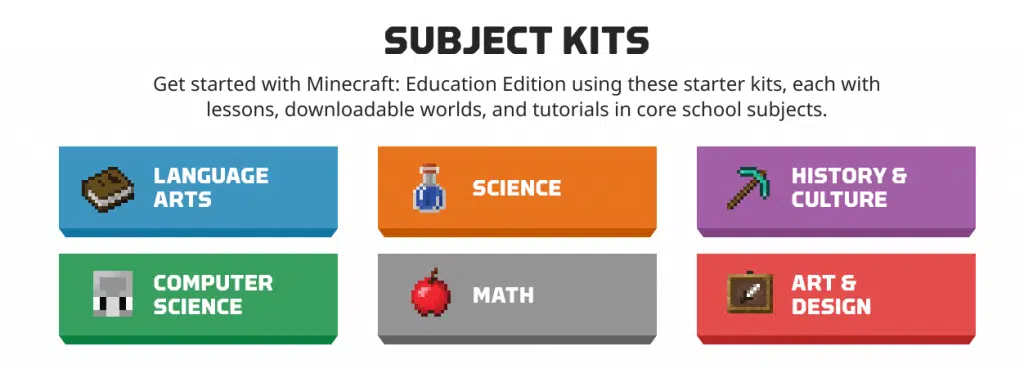 SUBJECT KITS
Get started with Minecraft: Education Edition using these starter kits, each with
lessons, downloadable worlds, and tutorials in core school subjects.
LANGUAGE
ARTS
SCIENCE
HISTORY &
CULTURE
COMPUTER
SCIENCE
MATH
ART &
DESIGN